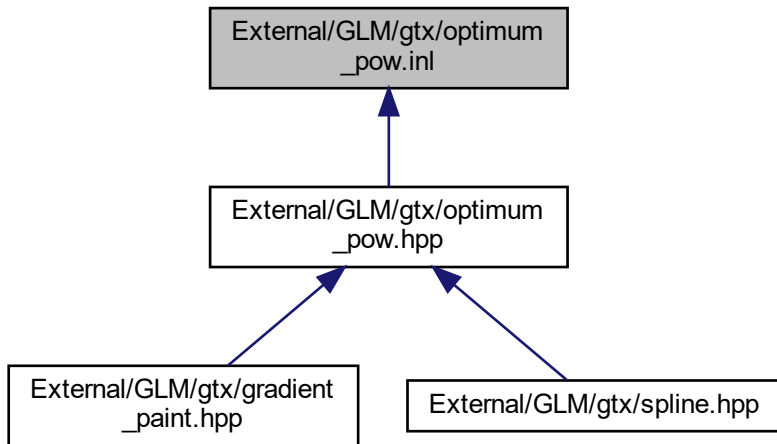 External/GLM/gtx/optimum
_pow.inl
External/GLM/gtx/optimum
_pow.hpp
External/GLM/gtx/gradient
_paint.hpp
External/GLM/gtx/spline.hpp